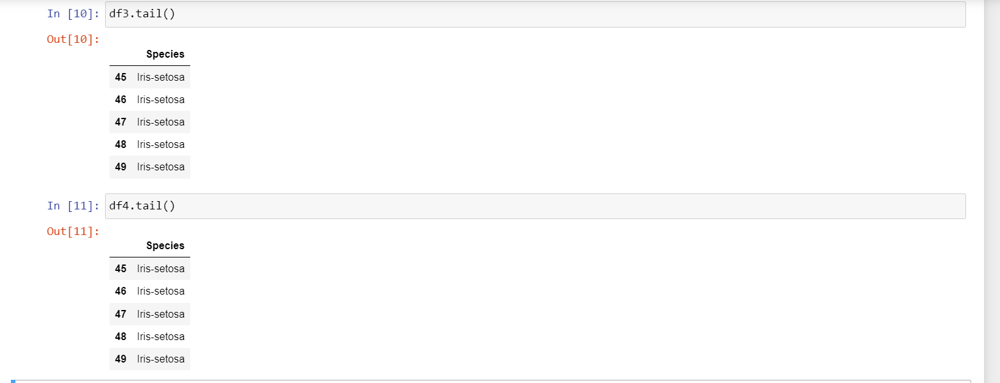 In [10]: df3.tail()
Out[10]:
Species
45 Iris-setosa
46 Iris-setosa
47 Iris-setosa
48 Iris-setosa
49 Iris-setosa
In [11]: df4.tail()
Out[11]:
Species
45 Iris-setosa
46 Iris-setosa
47 Iris-setosa
48 Iris-setosa
49 Iris-setosa